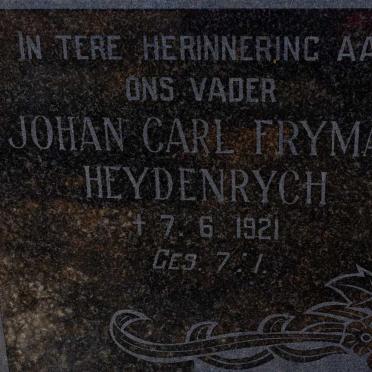 IN TERE HERINNERING AA
ONS VADER
JOHAN CARL FRYMA
HEYDENRYCH
† 7. 6. 1921
GES. 7. 1.